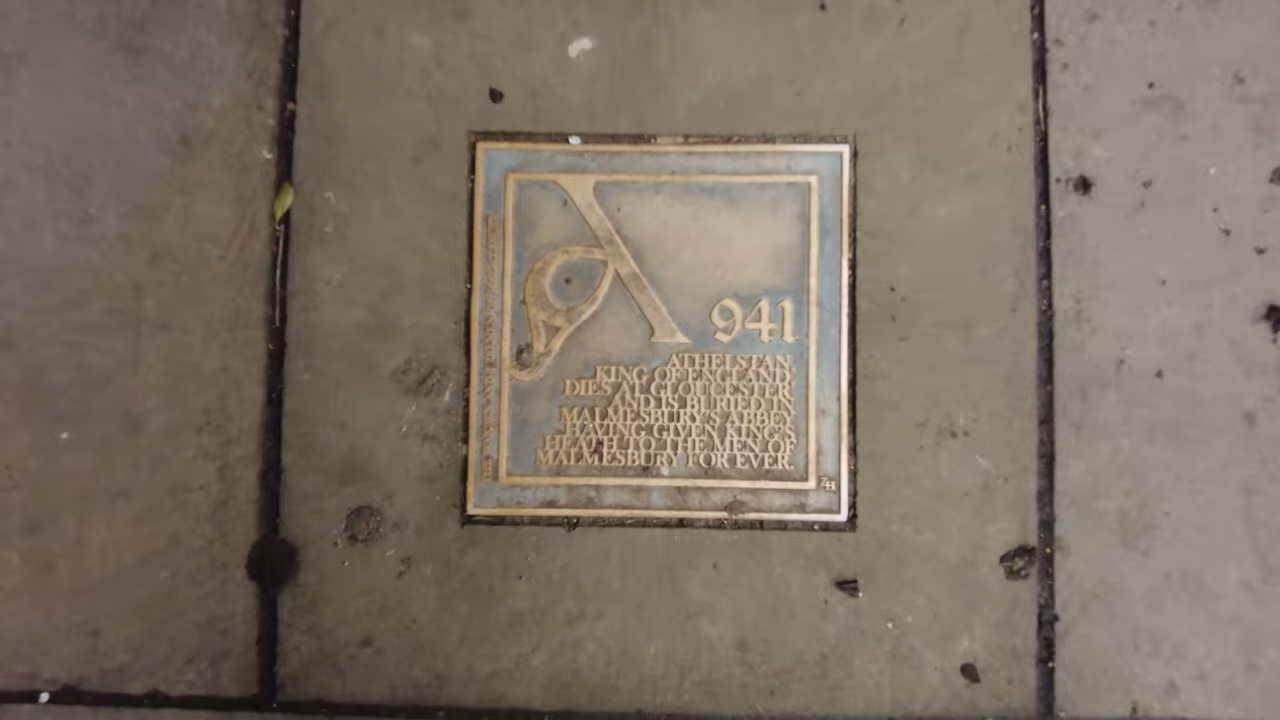 A
941
ATHELSTAN,
KING OF ENGLAND,
DIES AT GLOUCESTER
AND IS BURIED IN
MALMESBURY'S ABBEY
HAVING GIVEN KING'S
HEATH TO THE MEN OF
MALMESBURY FOR EVER.
ZH